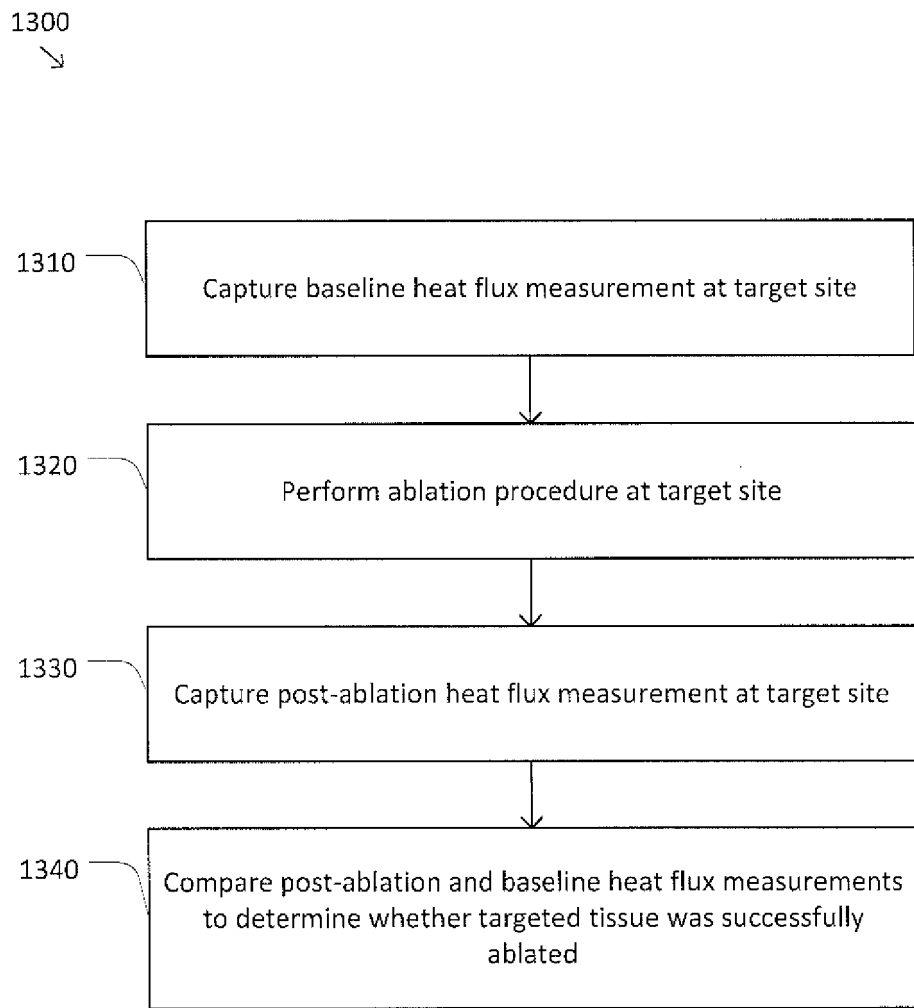 1300
1310
Capture baseline heat flux measurement at target site
1320
Perform ablation procedure at target site
1330
Capture post-ablation heat flux measurement at target site
1340
Compare post-ablation and baseline heat flux measurements
to determine whether targeted tissue was successfully
ablated